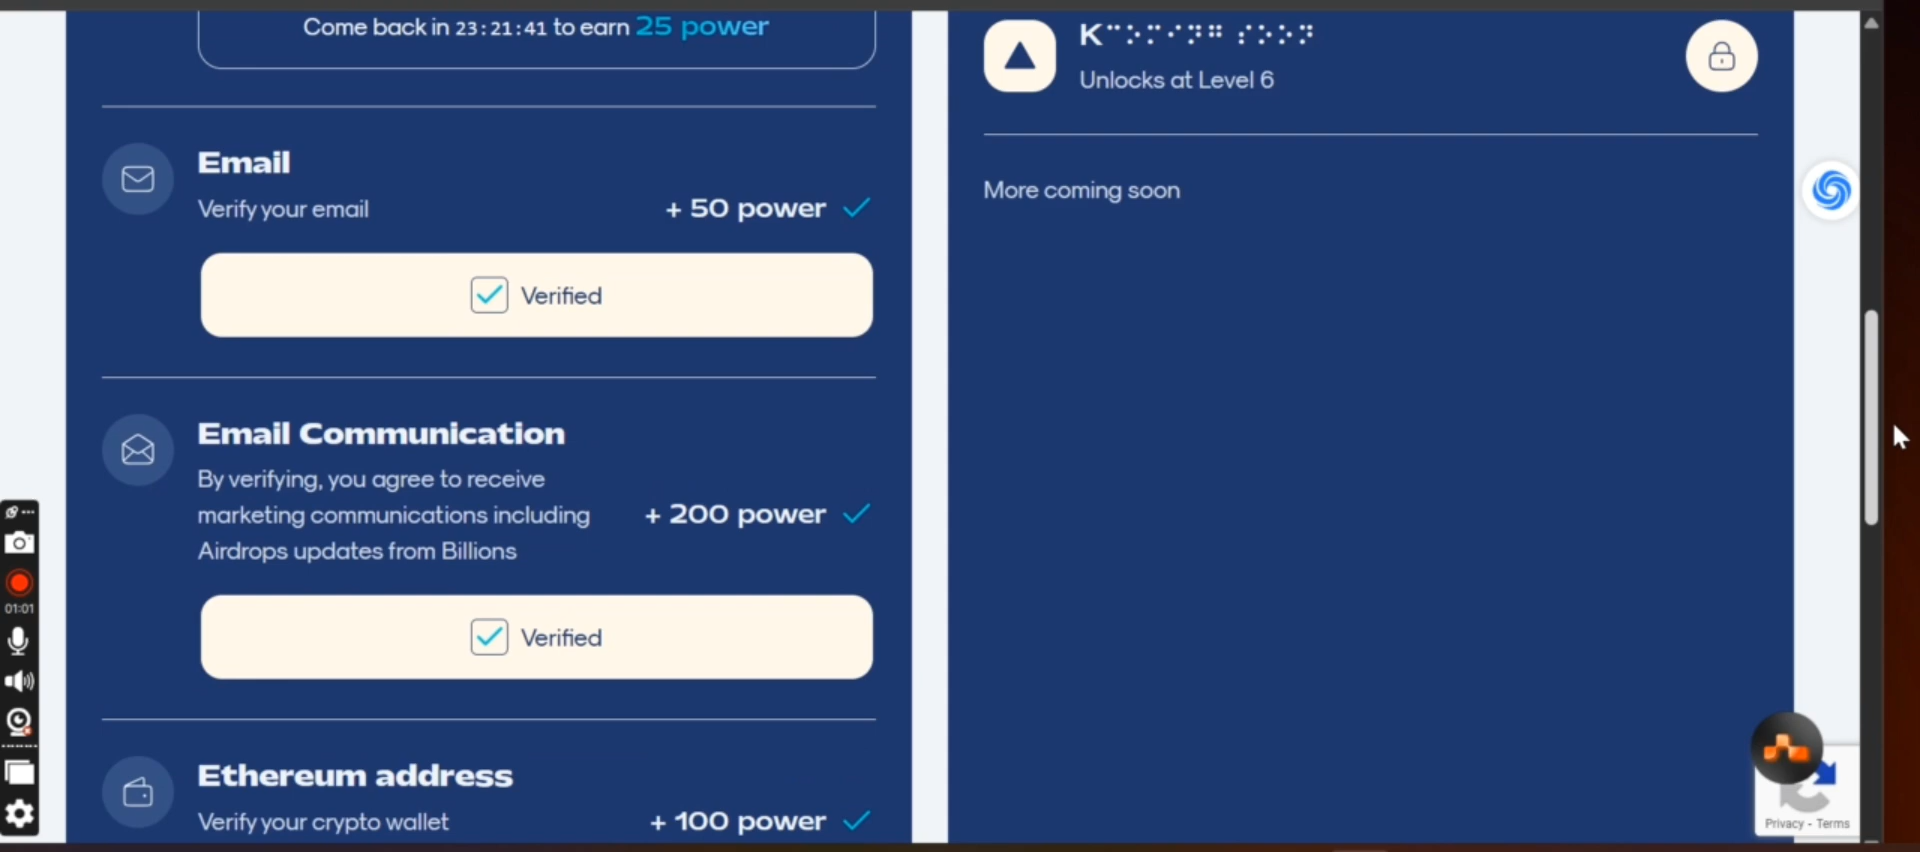 Come back in 23:21:41 to earn 25 power
Email
Verify your email
+ 50 power
Verified
Email Communication
By verifying, you agree to receive
marketing communications including
Airdrops updates from Billions
+ 200 power
Verified
Ethereum address
Verify your crypto wallet
+ 100 power
K⠉⠕⠍⠊⠝⠛ ⠎⠕⠕⠝
Unlocks at Level 6
More coming soon
01:01
Privacy - Terms